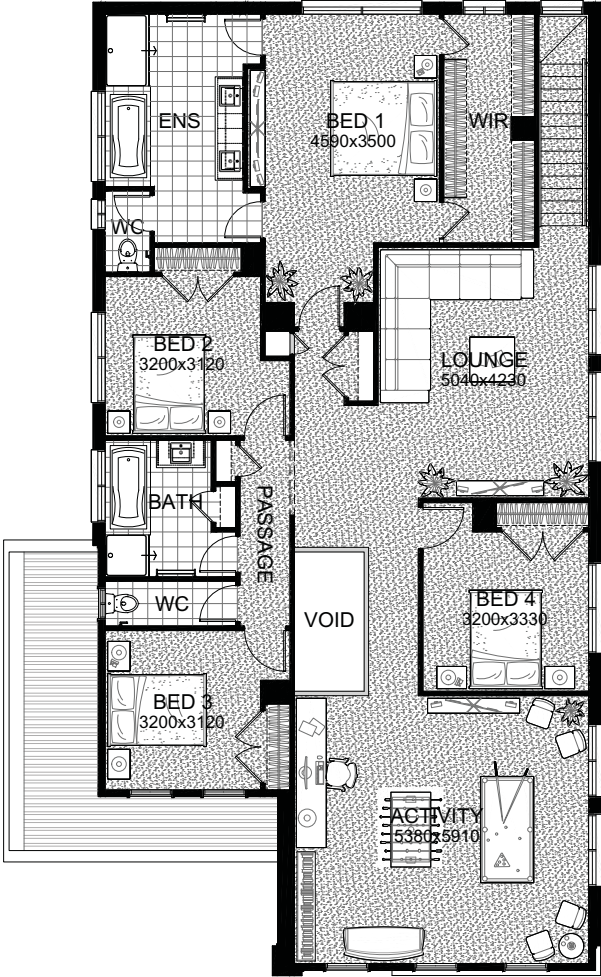 ENS
BED 1
4590x3500
WIR
WC
BED 2
3200x3120
LOUNGE
5040x4230
BATH
PASSAGE
WC
VOID
BED 4
3200x3330
BED 3
3200x3120
ACTIVITY
5380x5910